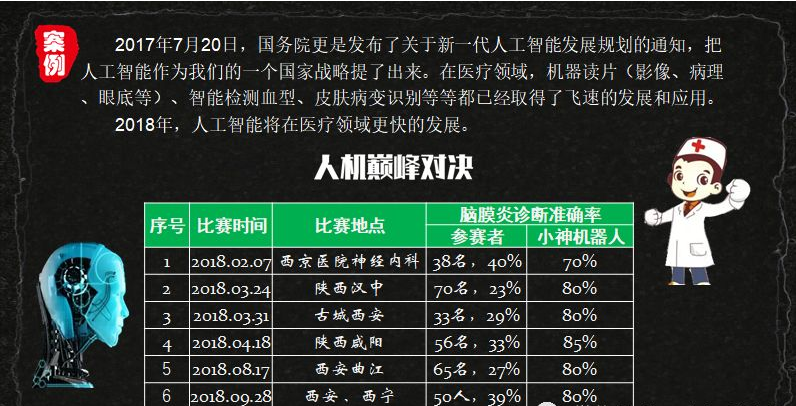 案例
2017年7月20日，国务院更是发布了关于新一代人工智能发展规划的通知，把
人工智能作为我们的一个国家战略提了出来。在医疗领域，机器读片（影像、病理
、眼底等）、智能检测血型、皮肤病变识别等等都已经取得了飞速的发展和应用。
2018年，人工智能将在医疗领域更快的发展。
人机巅峰对决
序号 比赛时间 比赛地点 脑膜炎诊断准确率
参赛者 小神机器人
1 2018.02.07 西京医院神经内科 38名，40% 70%
2 2018.03.24 陕西汉中 70名，23% 80%
3 2018.03.31 古城西安 33名，29% 80%
4 2018.04.18 陕西咸阳 56名，33% 85%
5 2018.08.17 西安曲江 65名，27% 80%
6 2018.09.28 西安、西宁 50人，39% 80%